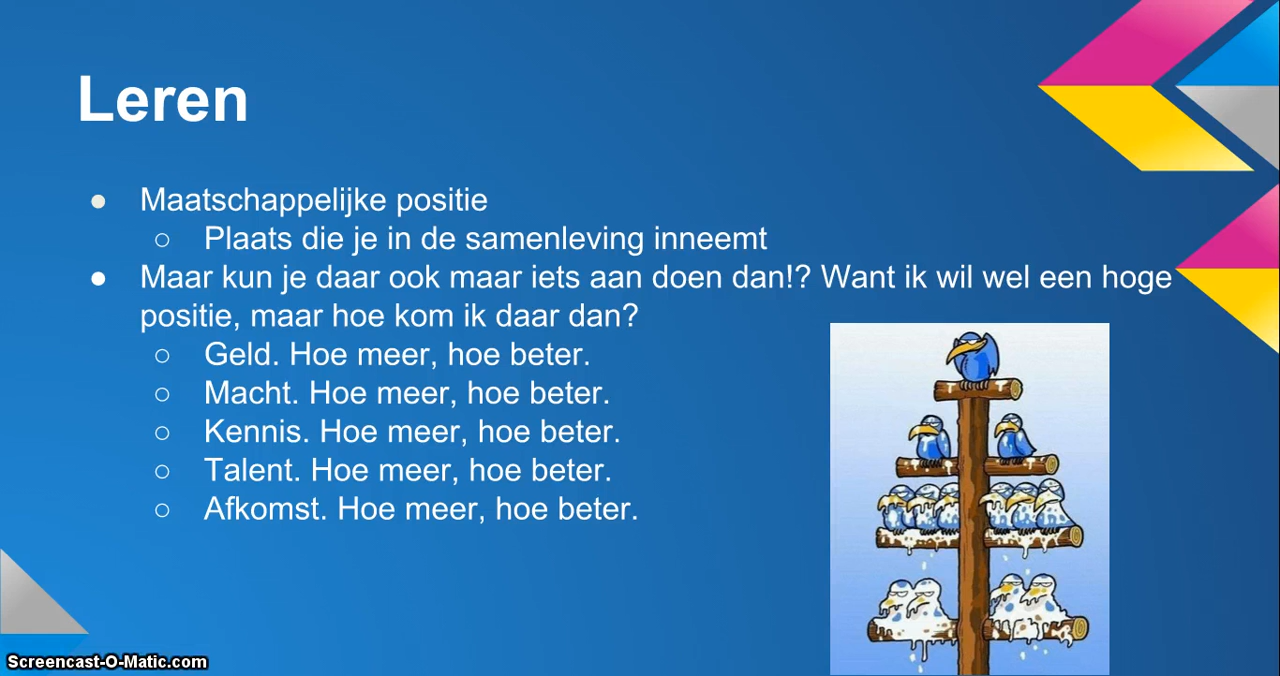 Leren
● Maatschappelijke positie
○ Plaats die je in de samenleving inneemt
● Maar kun je daar ook maar iets aan doen dan!? Want ik wil wel een hoge
positie, maar hoe kom ik daar dan?
○ Geld. Hoe meer, hoe beter.
○ Macht. Hoe meer, hoe beter.
○ Kennis. Hoe meer, hoe beter.
○ Talent. Hoe meer, hoe beter.
○ Afkomst. Hoe meer, hoe beter.
Screencast-O-Matic.com